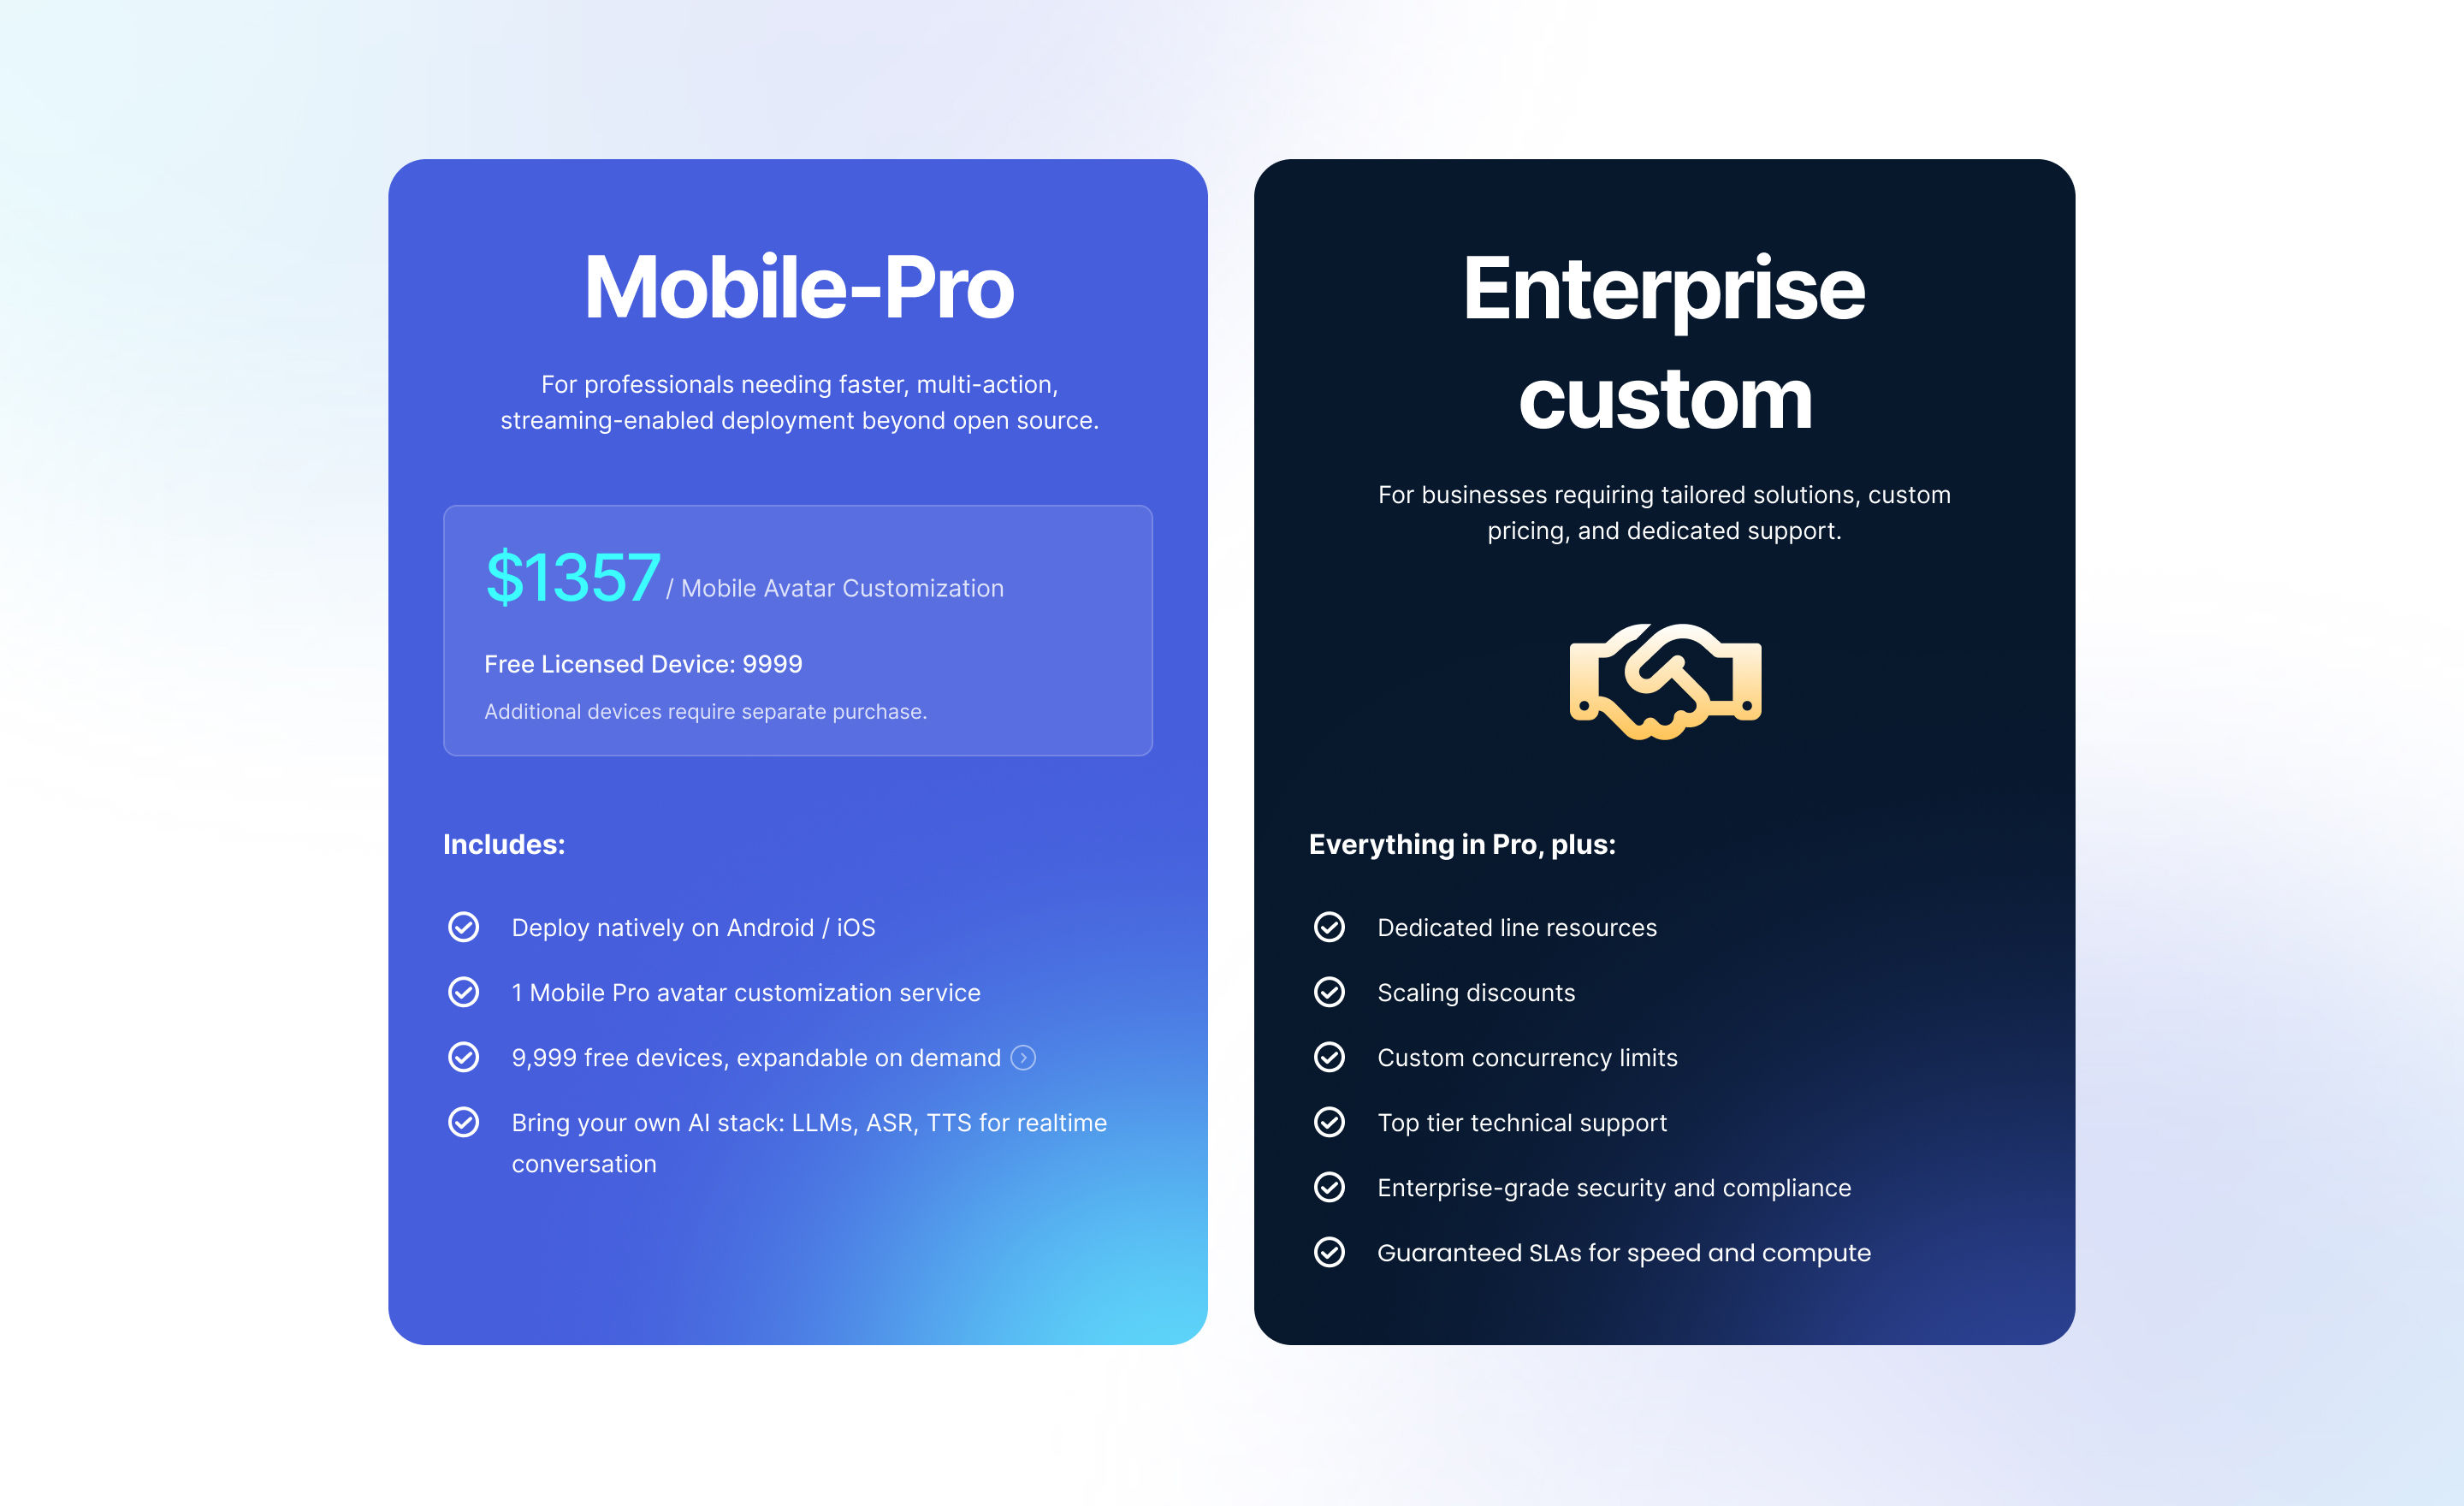 Mobile-Pro
For professionals needing faster, multi-action,
streaming-enabled deployment beyond open source.
$1357 / Mobile Avatar Customization
Free Licensed Device: 9999
Additional devices require separate purchase.
Includes:
Deploy natively on Android / iOS
1 Mobile Pro avatar customization service
9,999 free devices, expandable on demand
Bring your own AI stack: LLMs, ASR, TTS for realtime
conversation
Enterprise
custom
For businesses requiring tailored solutions, custom
pricing, and dedicated support.
Everything in Pro, plus:
Dedicated line resources
Scaling discounts
Custom concurrency limits
Top tier technical support
Enterprise-grade security and compliance
Guaranteed SLAs for speed and compute